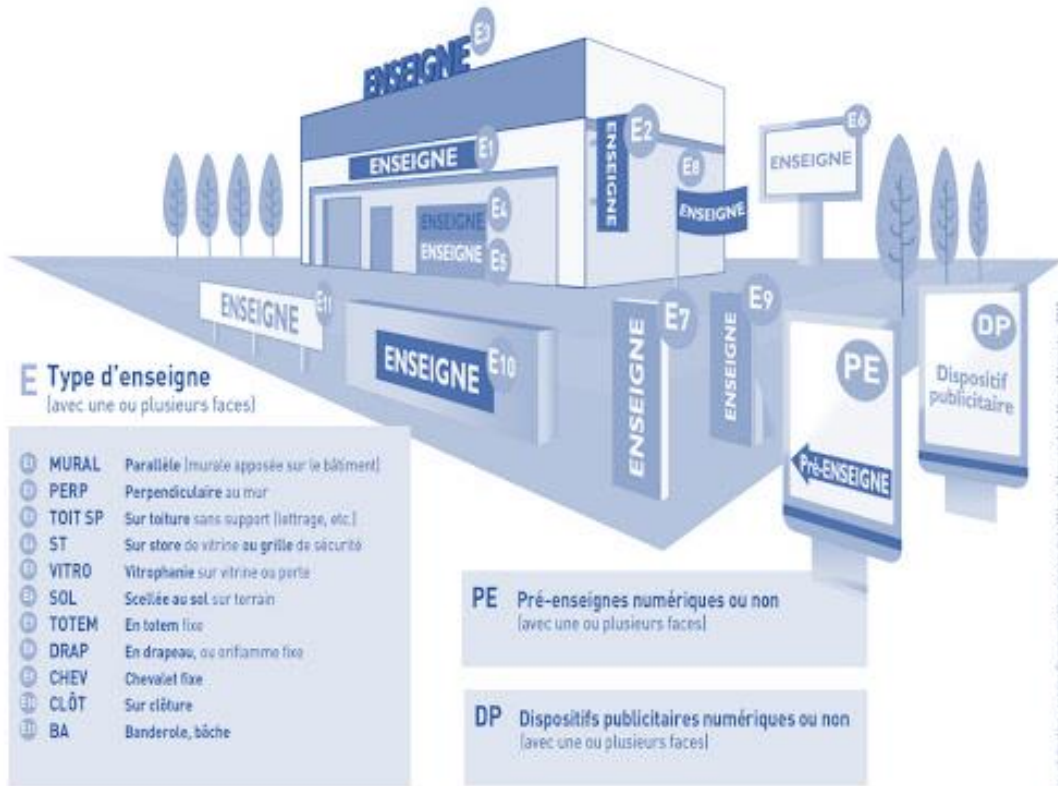 ENSEIGNE E3
ENSEIGNE E1
ENSEIGNE E2
ENSEIGNE E4
ENSEIGNE E5
ENSEIGNE E6
ENSEIGNE E8
ENSEIGNE E11
ENSEIGNE E10
ENSEIGNE E7
ENSEIGNE E9
PE
Pré-ENSEIGNE
DP
Dispositif
publicitaire
E Type d'enseigne
(avec une ou plusieurs faces)
MURAL Parallèle (murale apposée sur le bâtiment)
PERP Perpendiculaire au mur
TOIT SP Sur toiture sans support (lettrage, etc.)
ST Sur store de vitrine ou grille de sécurité
VITRO Vitrophanie sur vitrine ou porte
SOL Scellée au sol sur terrain
TOTEM En totem fixe
DRAP En drapeau, ou oriflamme fixe
CHEV Chevalet fixe
CLÔT Sur clôture
BA Banderole, bâche
PE Pré-enseignes numériques ou non
(avec une ou plusieurs faces)
DP Dispositifs publicitaires numériques ou non
(avec une ou plusieurs faces)